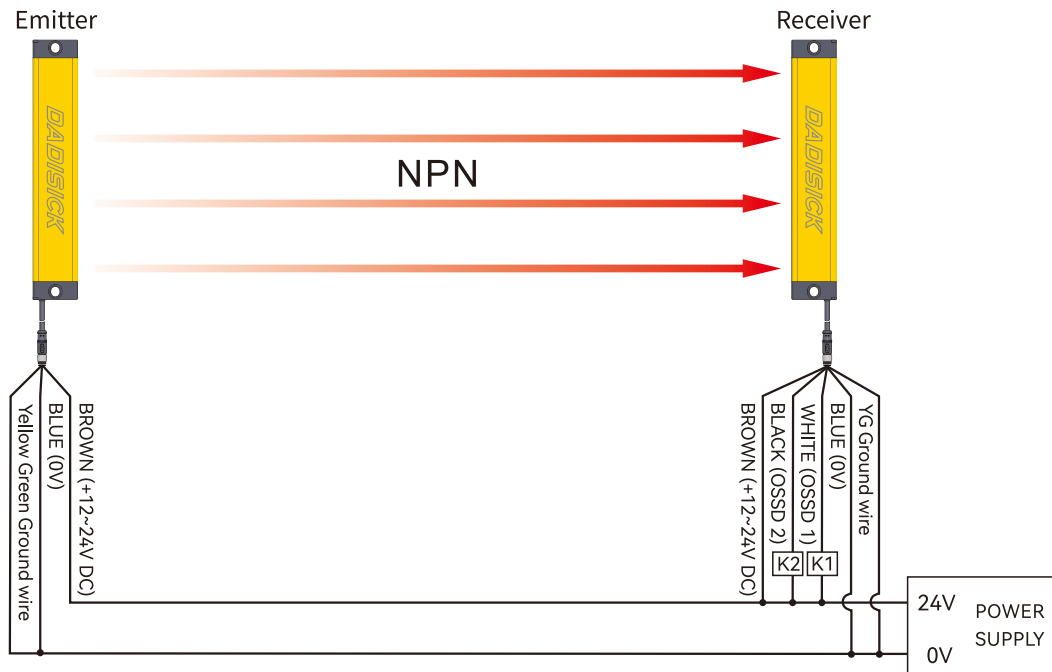 Emitter
Receiver
DADISICK
DADISICK
NPN
Yellow Green Ground wire
BLUE (0V)
BROWN (+12~24V DC)
BROWN (+12~24V DC)
BLACK (OSSD 2)
WHITE (OSSD 1)
BLUE (0V)
YG Ground wire
K2
K1
24V
POWER
SUPPLY
0V